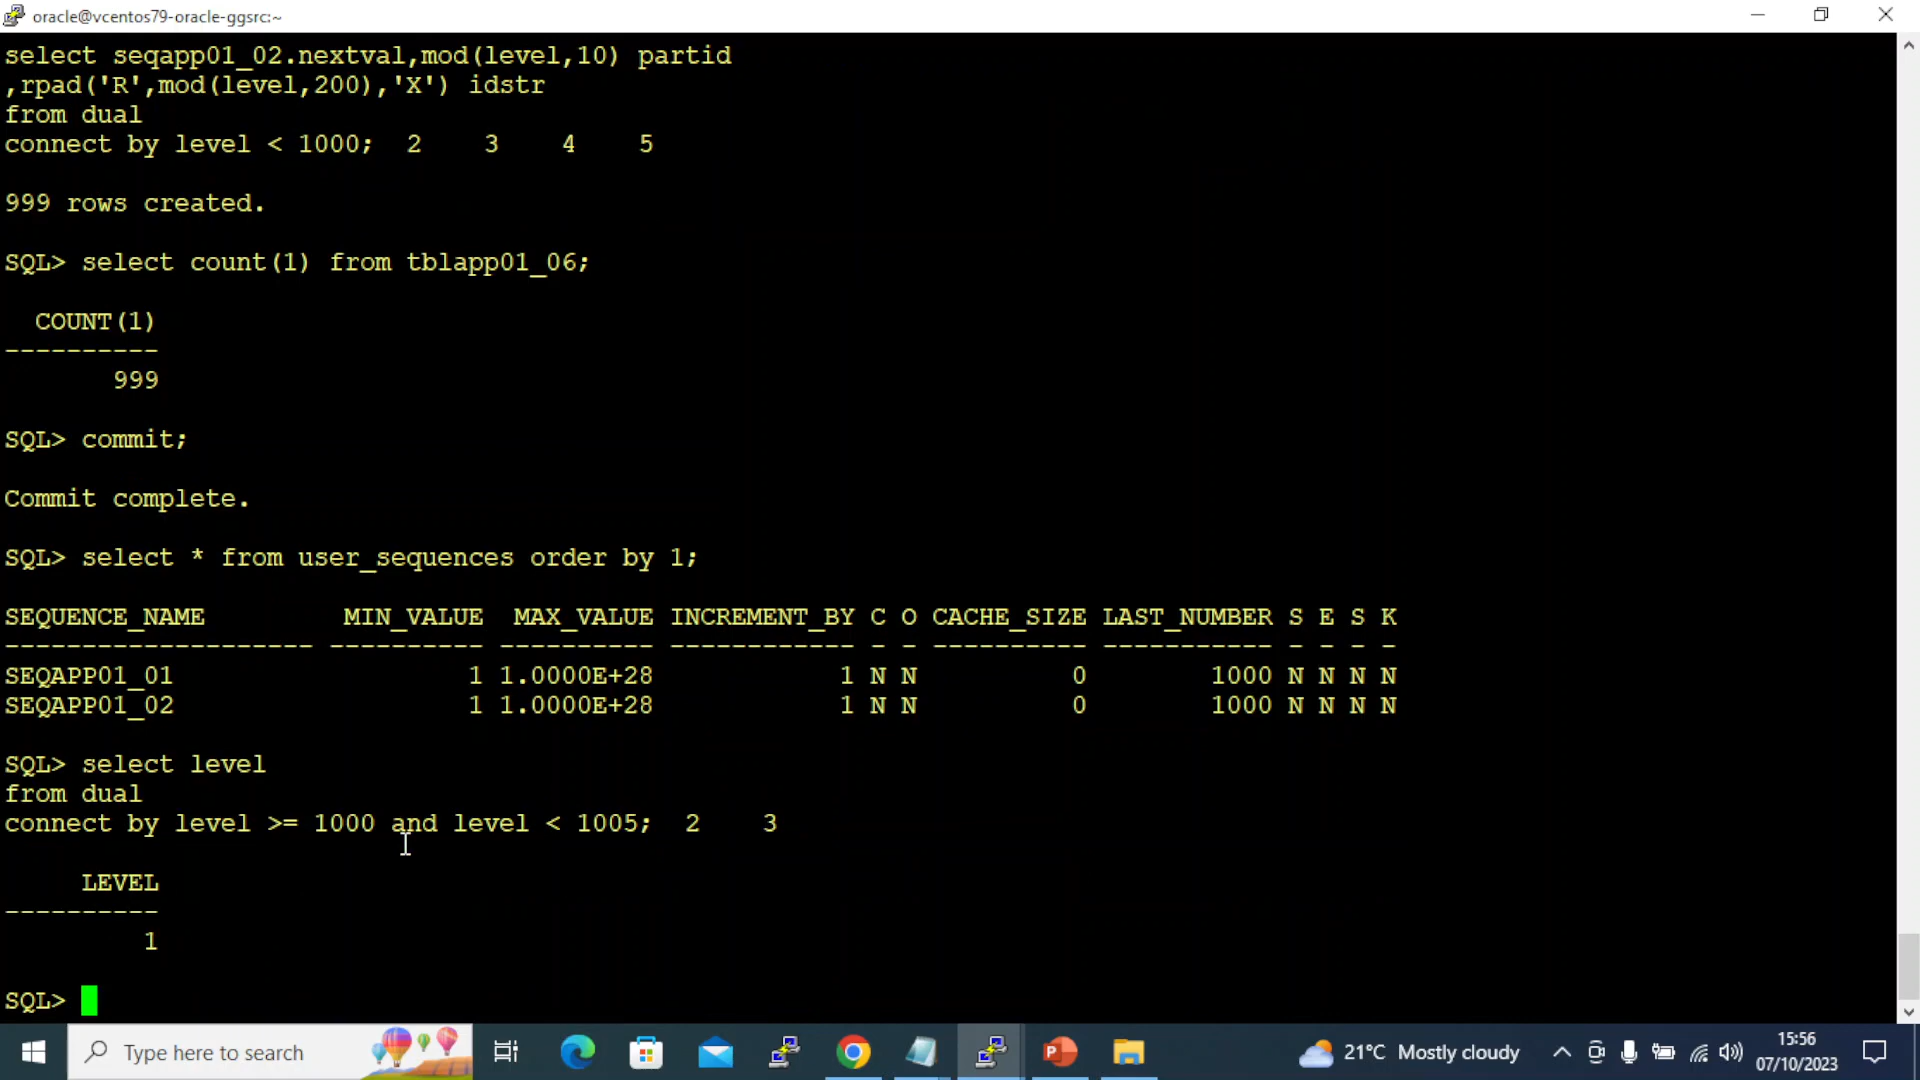 oracle@vcentos79-oracle-ggsrc:~
select seqapp01_02.nextval,mod(level,10) partid
,rpad('R',mod(level,200),'X') idstr
from dual
connect by level < 1000;  2    3    4    5
999 rows created.
SQL> select count(1) from tblapp01_06;
COUNT(1)
----------
999
SQL> commit;
Commit complete.
SQL> select * from user_sequences order by 1;
SEQUENCE_NAME         MIN_VALUE  MAX_VALUE INCREMENT_BY C O CACHE_SIZE LAST_NUMBER S E S K
-------------------- ---------- ---------- ------------ - - ---------- ----------- - - - -
SEQAPP01_01                   1 1.0000E+28            1 N N          0        1000 N N N N
SEQAPP01_02                   1 1.0000E+28            1 N N          0        1000 N N N N
SQL> select level
from dual
connect by level >= 1000 and level < 1005;  2    3
LEVEL
----------
1
SQL>
Type here to search
21°C Mostly cloudy
15:56
07/10/2023